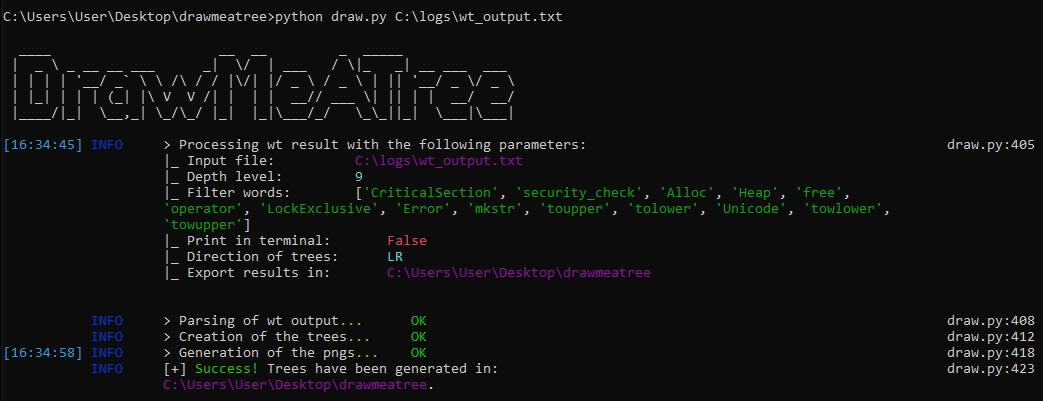 C:\Users\User\Desktop\drawmeatree>python draw.py C:\logs\wt_output.txt
DrawMeATree
[16:34:45] INFO > Processing wt result with the following parameters: draw.py:405
|_ Input file: C:\logs\wt_output.txt
|_ Depth level: 9
|_ Filter words: ['CriticalSection', 'security_check', 'Alloc', 'Heap', 'free',
'operator', 'LockExclusive', 'Error', 'mkstr', 'toupper', 'tolower', 'Unicode', 'towlower',
'towupper']
|_ Print in terminal: False
|_ Direction of trees: LR
|_ Export results in: C:\Users\User\Desktop\drawmeatree
INFO > Parsing of wt output... OK draw.py:408
INFO > Creation of the trees... OK draw.py:412
[16:34:58] INFO > Generation of the pngs... OK draw.py:418
INFO [+] Success! Trees have been generated in: draw.py:423
C:\Users\User\Desktop\drawmeatree.